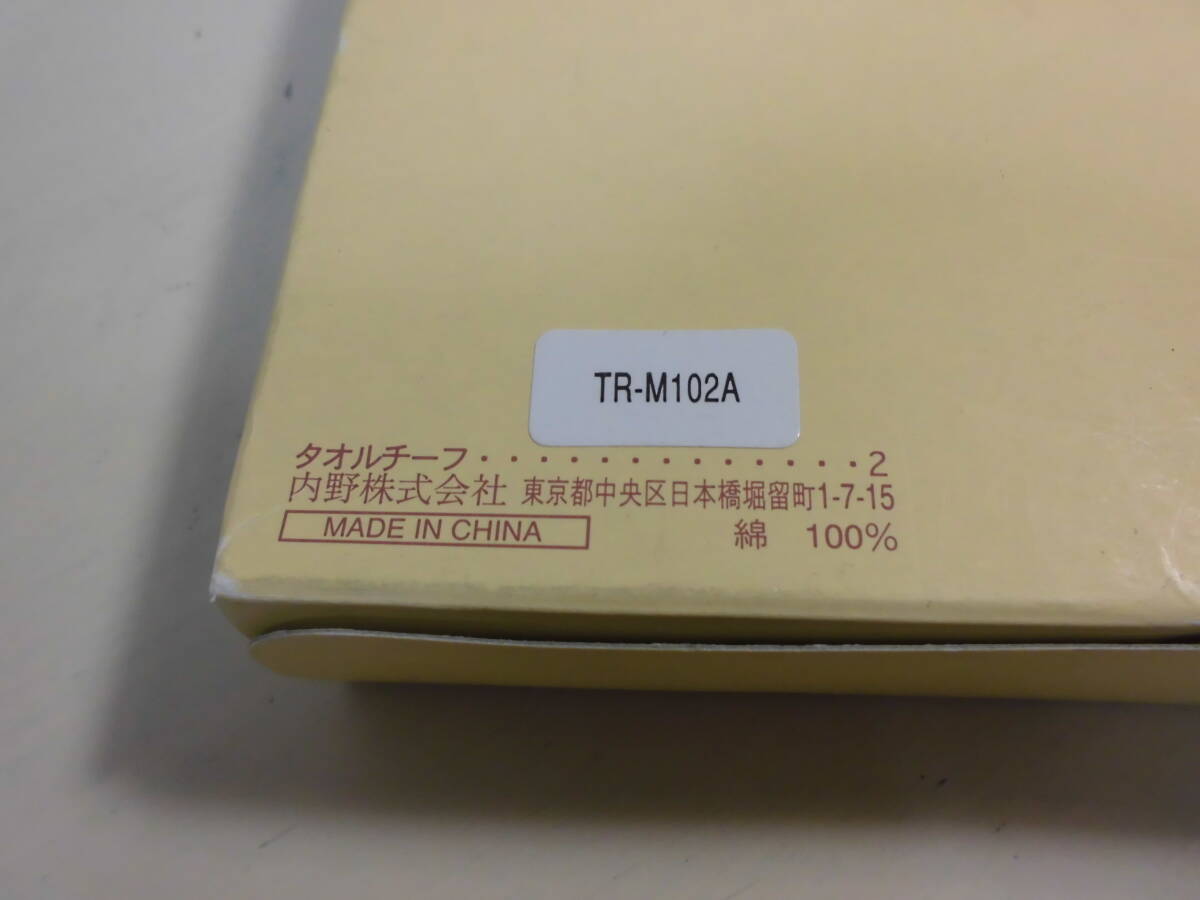 TR-M102A
タオルチーフ・・・・・・・・・・・・・2
内野株式会社 東京都中央区日本橋堀留町1-7-15
MADE IN CHINA 綿 100%